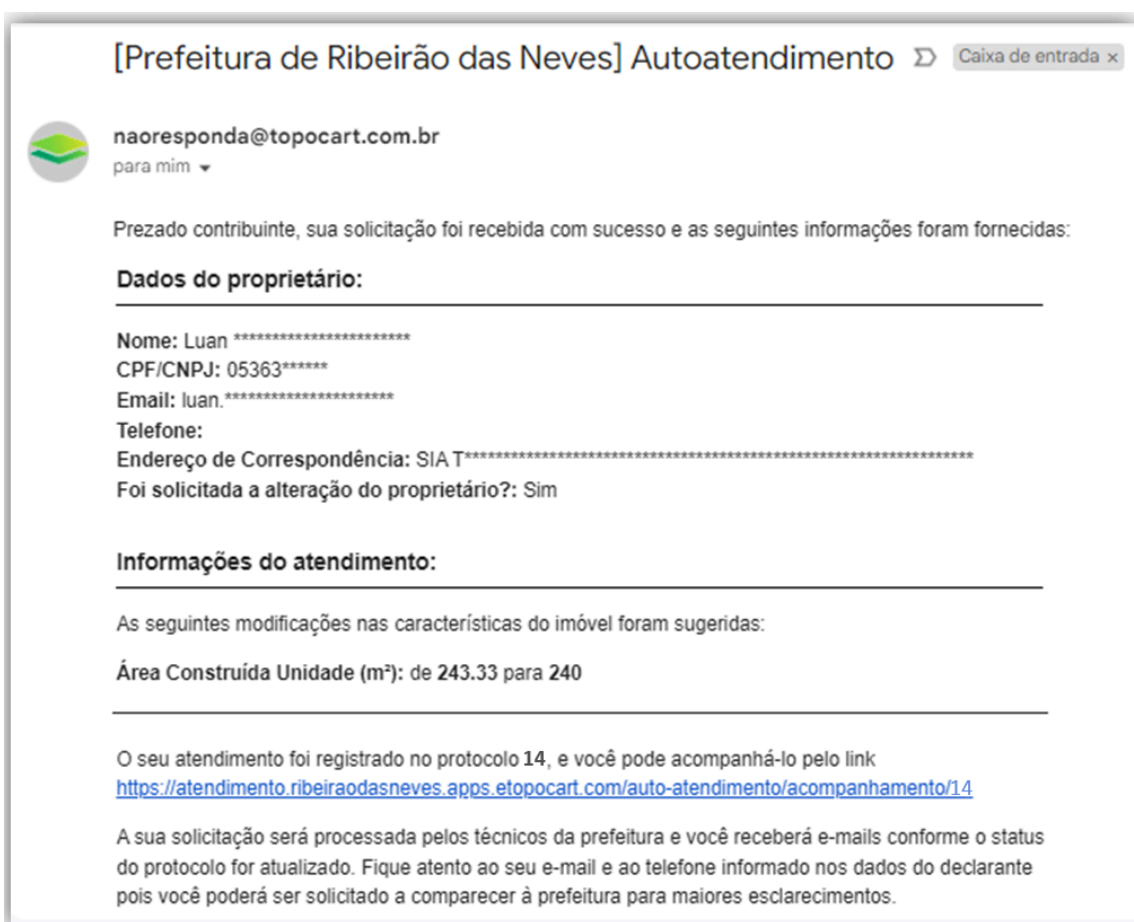 [Prefeitura de Ribeirão das Neves] Autoatendimento Caixa de entrada x
naoresponda@topocart.com.br
para mim
Prezado contribuinte, sua solicitação foi recebida com sucesso e as seguintes informações foram fornecidas:
Dados do proprietário:
Nome: Luan ***********************
CPF/CNPJ: 05363******
Email: luan.**********************
Telefone:
Endereço de Correspondência: SIA T******************************************************************
Foi solicitada a alteração do proprietário?: Sim
Informações do atendimento:
As seguintes modificações nas características do imóvel foram sugeridas:
Área Construída Unidade (m²): de 243.33 para 240
O seu atendimento foi registrado no protocolo 14, e você pode acompanhá-lo pelo link
https://atendimento.ribeiraodasneves.apps.etopocart.com/auto-atendimento/acompanhamento/14
A sua solicitação será processada pelos técnicos da prefeitura e você receberá e-mails conforme o status
do protocolo for atualizado. Fique atento ao seu e-mail e ao telefone informado nos dados do declarante
pois você poderá ser solicitado a comparecer à prefeitura para maiores esclarecimentos.